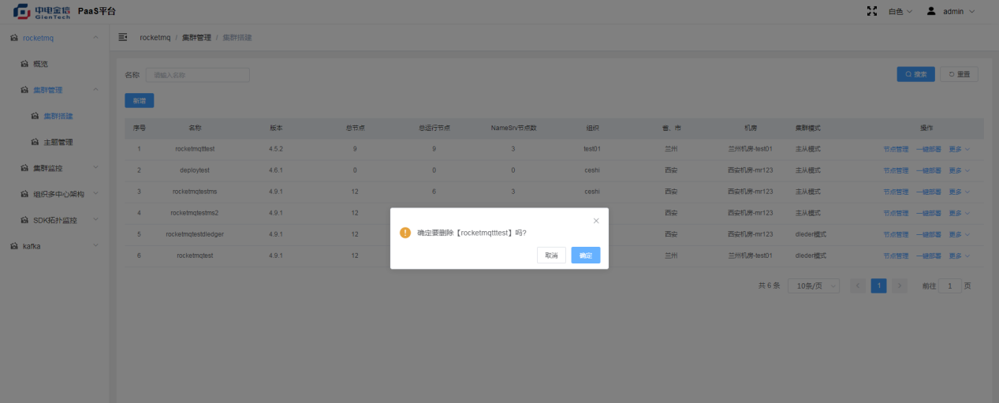 中电金信 GienTech PaaS平台 白色 admin
rocketmq
rocketmq / 集群管理 / 集群搭建
概览
名称 请输入名称 搜索 重置
集群管理
新增
集群搭建
序号 名称 版本 总节点 总运行节点 NameSrv节点数 组织 省、市 机房 集群模式 操作
主题管理
1 rocketmqtttest 4.5.2 9 9 3 test01 兰州 兰州机房-test01 主从模式 节点管理 一键部署 更多
集群监控
2 deploytest 4.6.1 0 0 0 ceshi 西安 西安机房-mr123 主从模式 节点管理 一键部署 更多
组织多中心架构
3 rocketmqtestms 4.9.1 12 6 3 ceshi 西安 西安机房-mr123 主从模式 节点管理 一键部署 更多
SDK拓扑监控
4 rocketmqtestms2 4.9.1 12 西安 西安机房-mr123 主从模式 节点管理 一键部署 更多
5 rocketmqtestdledger 4.9.1 12 西安 西安机房-mr123 dleder模式 节点管理 一键部署 更多
kafka
6 rocketmqtest 4.9.1 12 兰州 兰州机房-test01 dleder模式 节点管理 一键部署 更多
确定要删除【rocketmqtttest】吗?
取消 确定
共 6 条 10条/页 1 前往 1 页